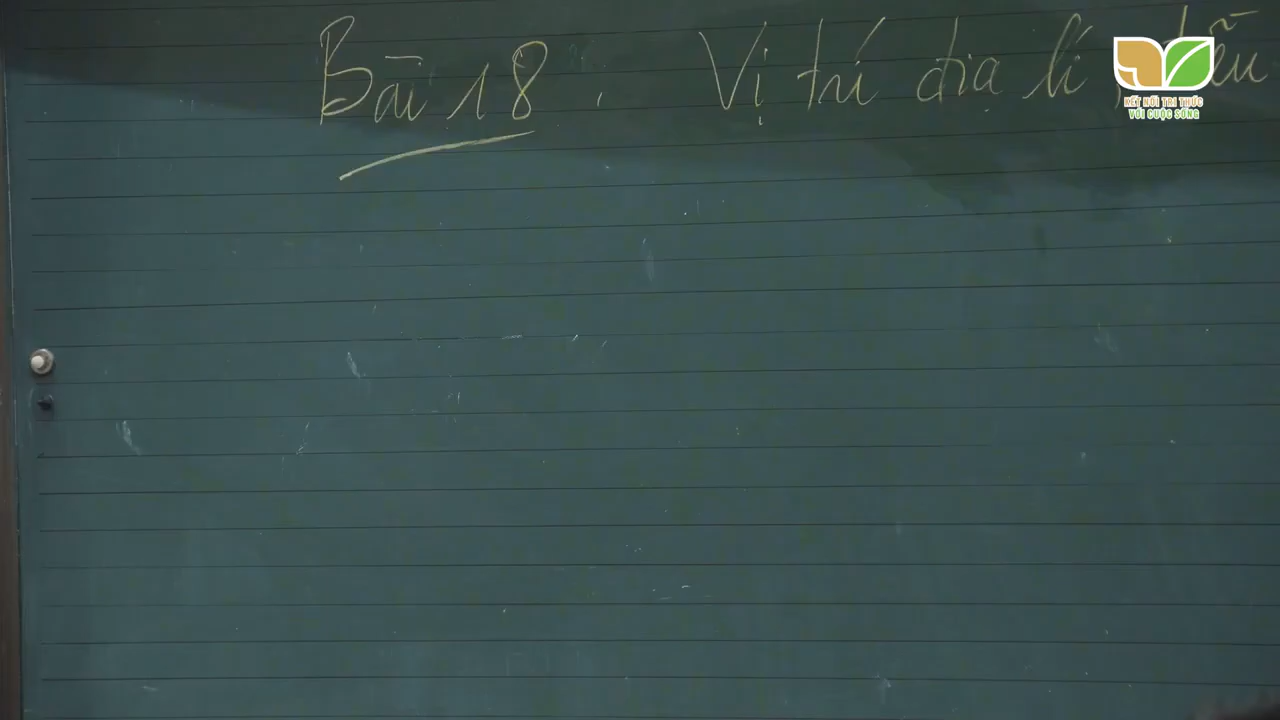 Bài 18. Vị trí địa lí
KẾT NỐI TRI THỨC
VỚI CUỘC SỐNG